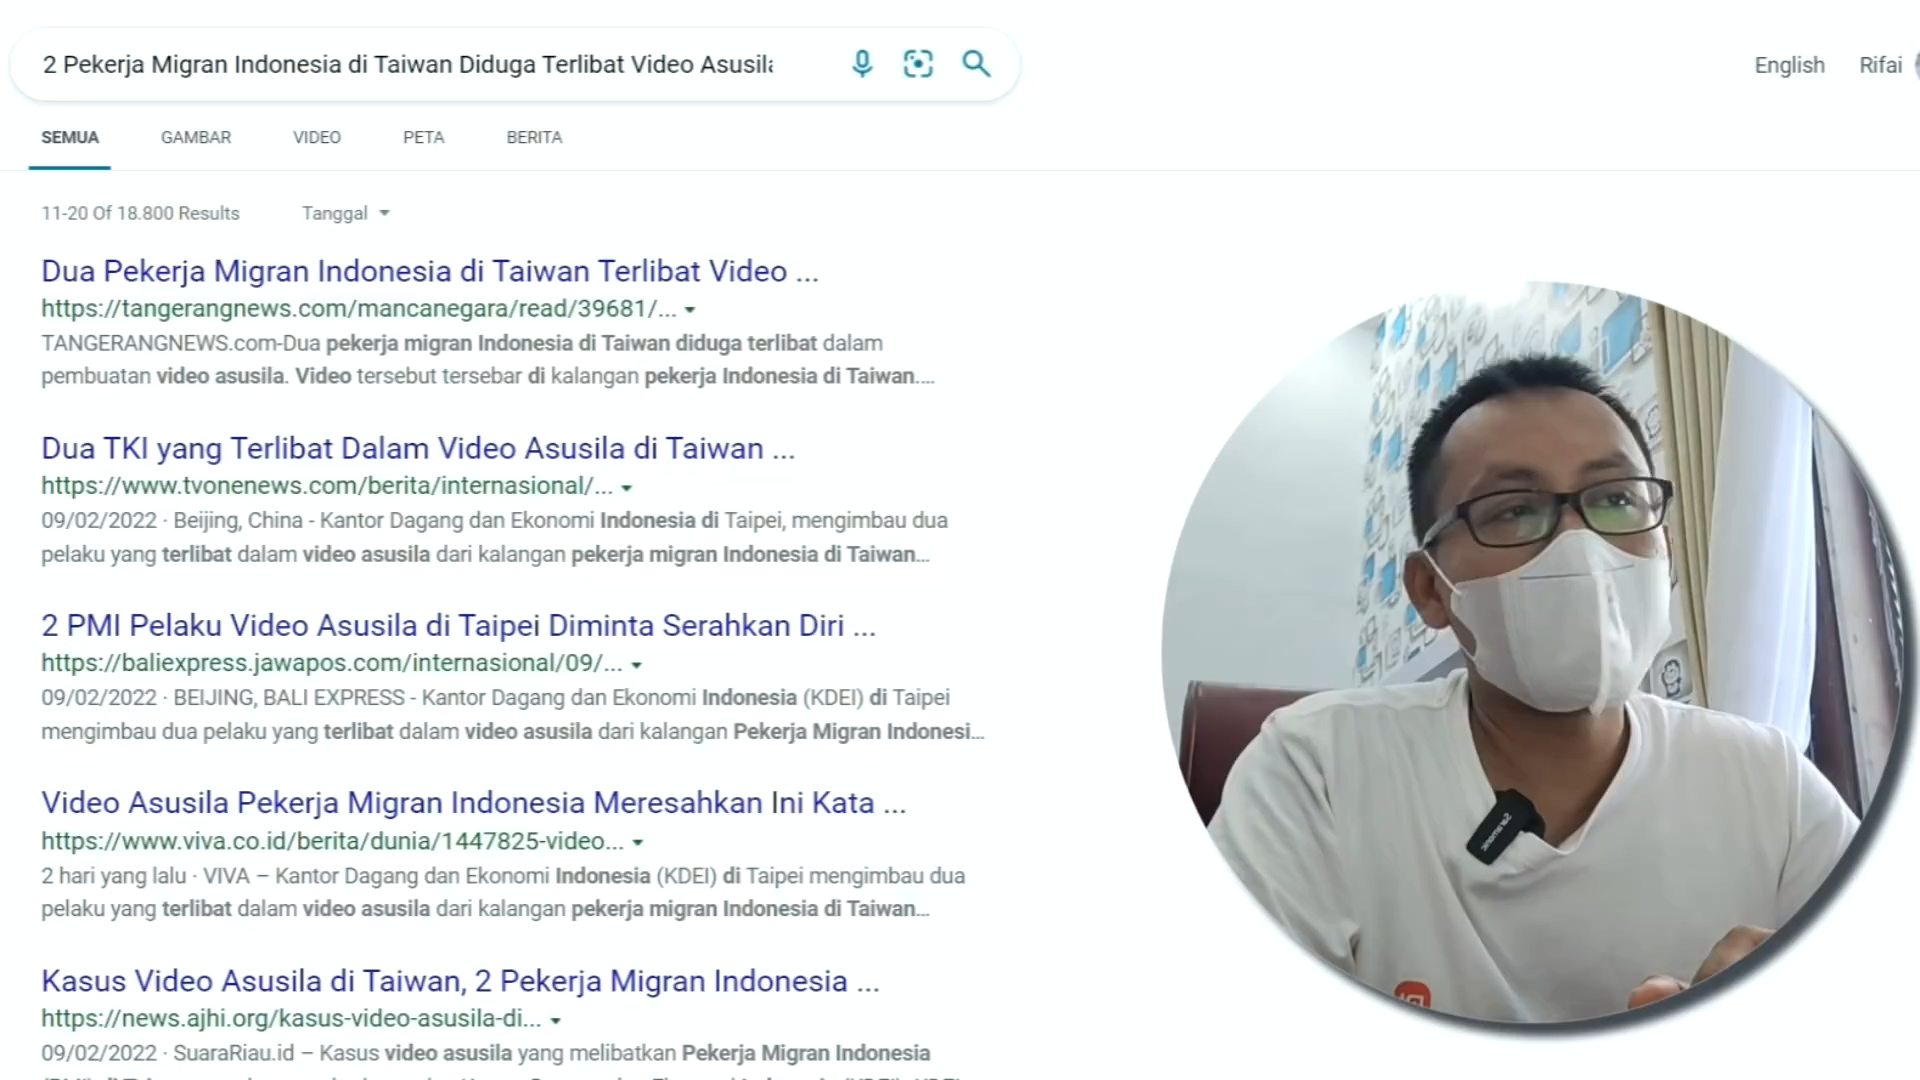 2 Pekerja Migran Indonesia di Taiwan Diduga Terlibat Video Asusila
English
Rifai
SEMUA
GAMBAR
VIDEO
PETA
BERITA
11-20 Of 18.800 Results
Tanggal
Dua Pekerja Migran Indonesia di Taiwan Terlibat Video ...
https://tangerangnews.com/mancanegara/read/39681/...
TANGERANGNEWS.com-Dua pekerja migran Indonesia di Taiwan diduga terlibat dalam
pembuatan video asusila. Video tersebut tersebar di kalangan pekerja Indonesia di Taiwan....
Dua TKI yang Terlibat Dalam Video Asusila di Taiwan ...
https://www.tvonenews.com/berita/internasional/...
09/02/2022 · Beijing, China - Kantor Dagang dan Ekonomi Indonesia di Taipei, mengimbau dua
pelaku yang terlibat dalam video asusila dari kalangan pekerja migran Indonesia di Taiwan...
2 PMI Pelaku Video Asusila di Taipei Diminta Serahkan Diri ...
https://baliexpress.jawapos.com/internasional/09/...
09/02/2022 · BEIJING, BALI EXPRESS - Kantor Dagang dan Ekonomi Indonesia (KDEI) di Taipei
mengimbau dua pelaku yang terlibat dalam video asusila dari kalangan Pekerja Migran Indonesi...
Video Asusila Pekerja Migran Indonesia Meresahkan Ini Kata ...
https://www.viva.co.id/berita/dunia/1447825-video...
2 hari yang lalu · VIVA – Kantor Dagang dan Ekonomi Indonesia (KDEI) di Taipei mengimbau dua
pelaku yang terlibat dalam video asusila dari kalangan pekerja migran Indonesia di Taiwan...
Kasus Video Asusila di Taiwan, 2 Pekerja Migran Indonesia ...
https://news.ajhi.org/kasus-video-asusila-di...
09/02/2022 · SuaraRiau.id – Kasus video asusila yang melibatkan Pekerja Migran Indonesia